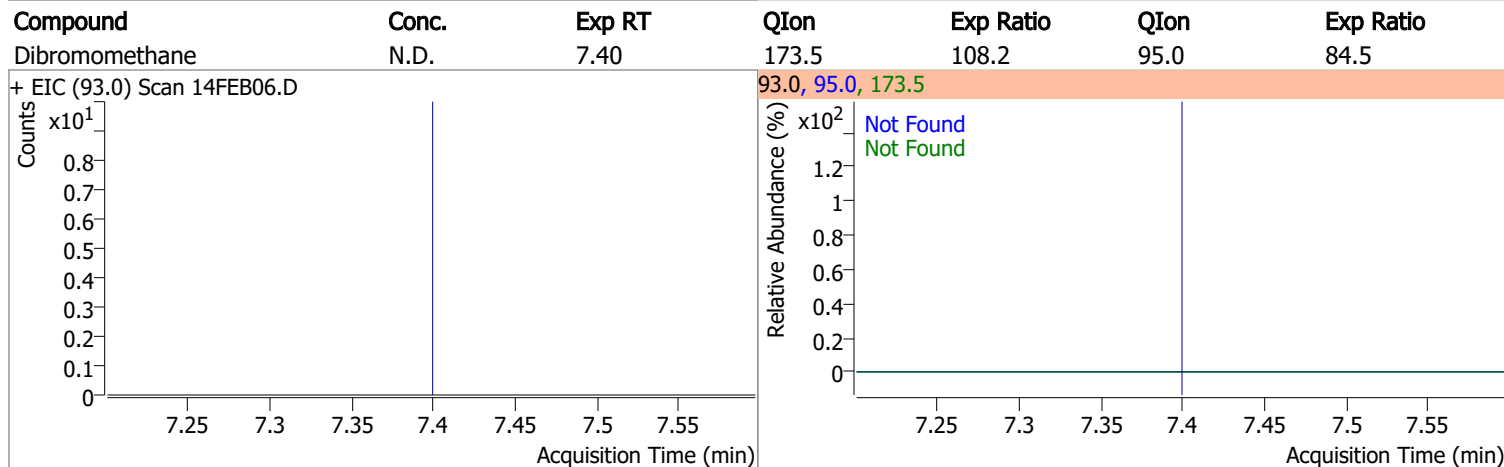 Compound Conc. Exp RT QIon Exp Ratio QIon Exp Ratio
Dibromomethane N.D. 7.40 173.5 108.2 95.0 84.5
+ EIC (93.0) Scan 14FEB06.D
Counts
x10¹
0.8
0.7
0.6
0.5
0.4
0.3
0.2
0.1
0
7.25 7.3 7.35 7.4 7.45 7.5 7.55
Acquisition Time (min)
93.0, 95.0, 173.5
Relative Abundance (%)
x10²
Not Found
Not Found
1.2
1
0.8
0.6
0.4
0.2
0
7.25 7.3 7.35 7.4 7.45 7.5 7.55
Acquisition Time (min)